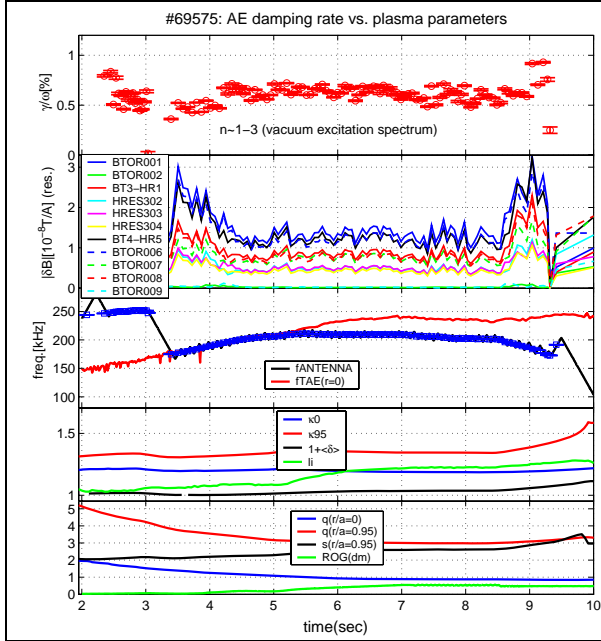 #69575: AE damping rate vs. plasma parameters
1
0.5
0
γ/ω[%]
n~1−3 (vacuum excitation spectrum)
3
2
1
0
|δB|[10⁻⁸T/A] (res.)
BTOR001
BTOR002
BT3−HR1
HRES302
HRES303
HRES304
BT4−HR5
BTOR006
BTOR007
BTOR008
BTOR009
250
200
150
100
freq.[kHz]
fANTENNA
fTAE(r=0)
1.5
1
κ0
κ95
1+<δ>
li
5
4
3
2
1
0
q(r/a=0)
q(r/a=0.95)
s(r/a=0.95)
ROG(dm)
2 3 4 5 6 7 8 9 10
time(sec)